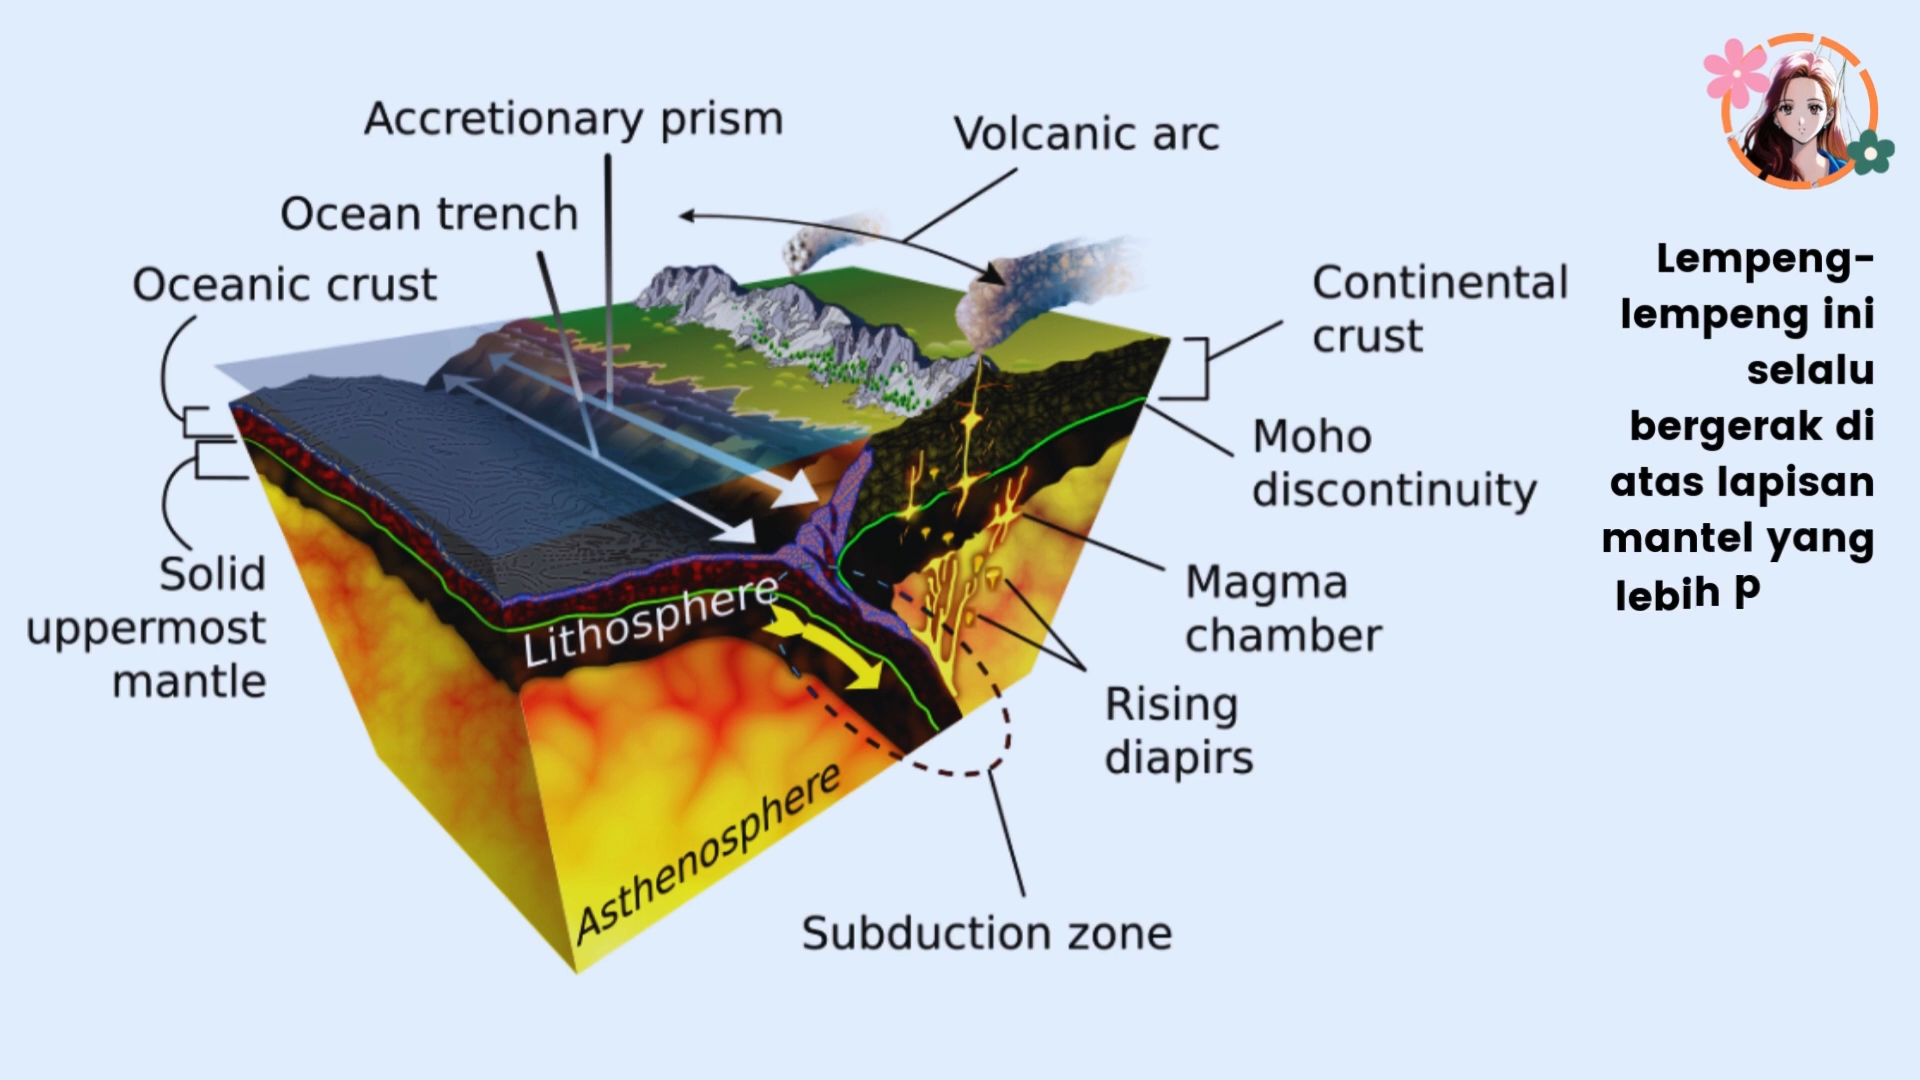 Accretionary prism
Volcanic arc
Ocean trench
Oceanic crust
Continental
crust
Moho
discontinuity
Solid
uppermost
mantle
Lithosphere
Magma
chamber
Rising
diapirs
Asthenosphere
Subduction zone
Lempeng-
lempeng ini
selalu
bergerak di
atas lapisan
mantel yang
lebih p